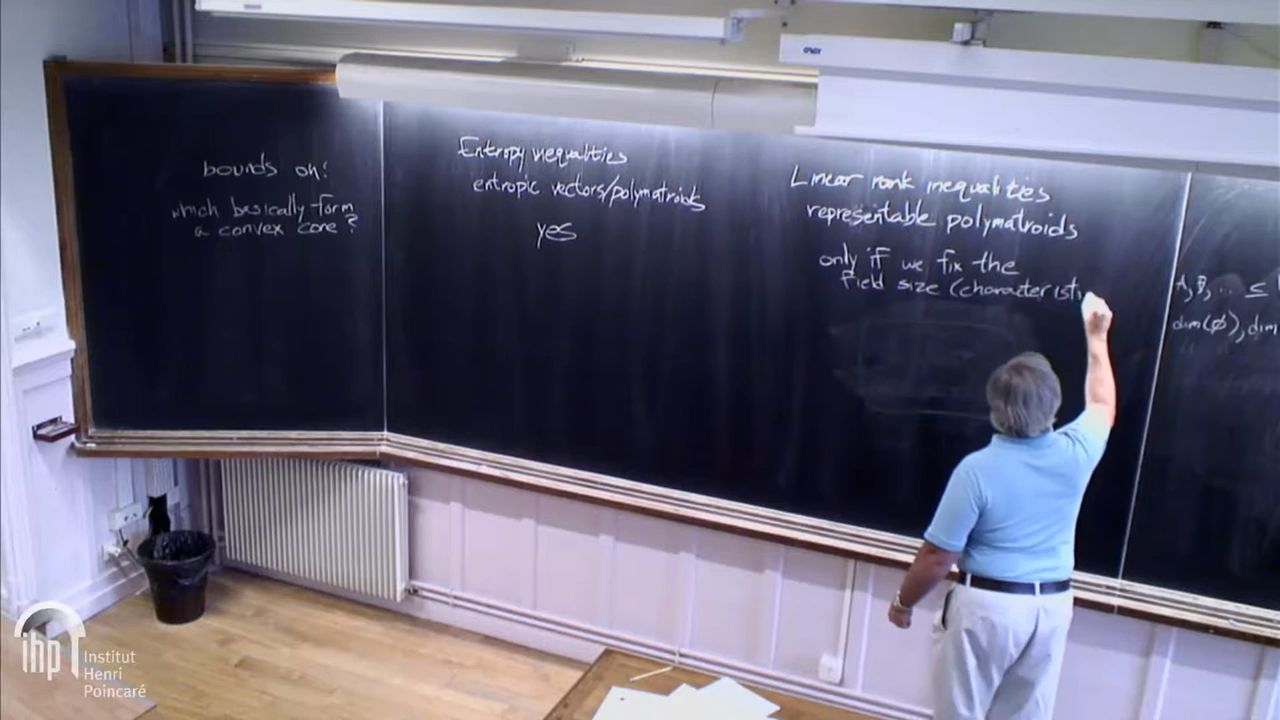 bounds on:
which basically form
a convex cone?
Entropy inequalities
entropic vectors/polymatroids
yes
Linear rank inequalities
representable polymatroids
only if we fix the
field size (characteristi
A, B, .. ≤
dim(∅), dim
ihp
Institut
Henri
Poincaré